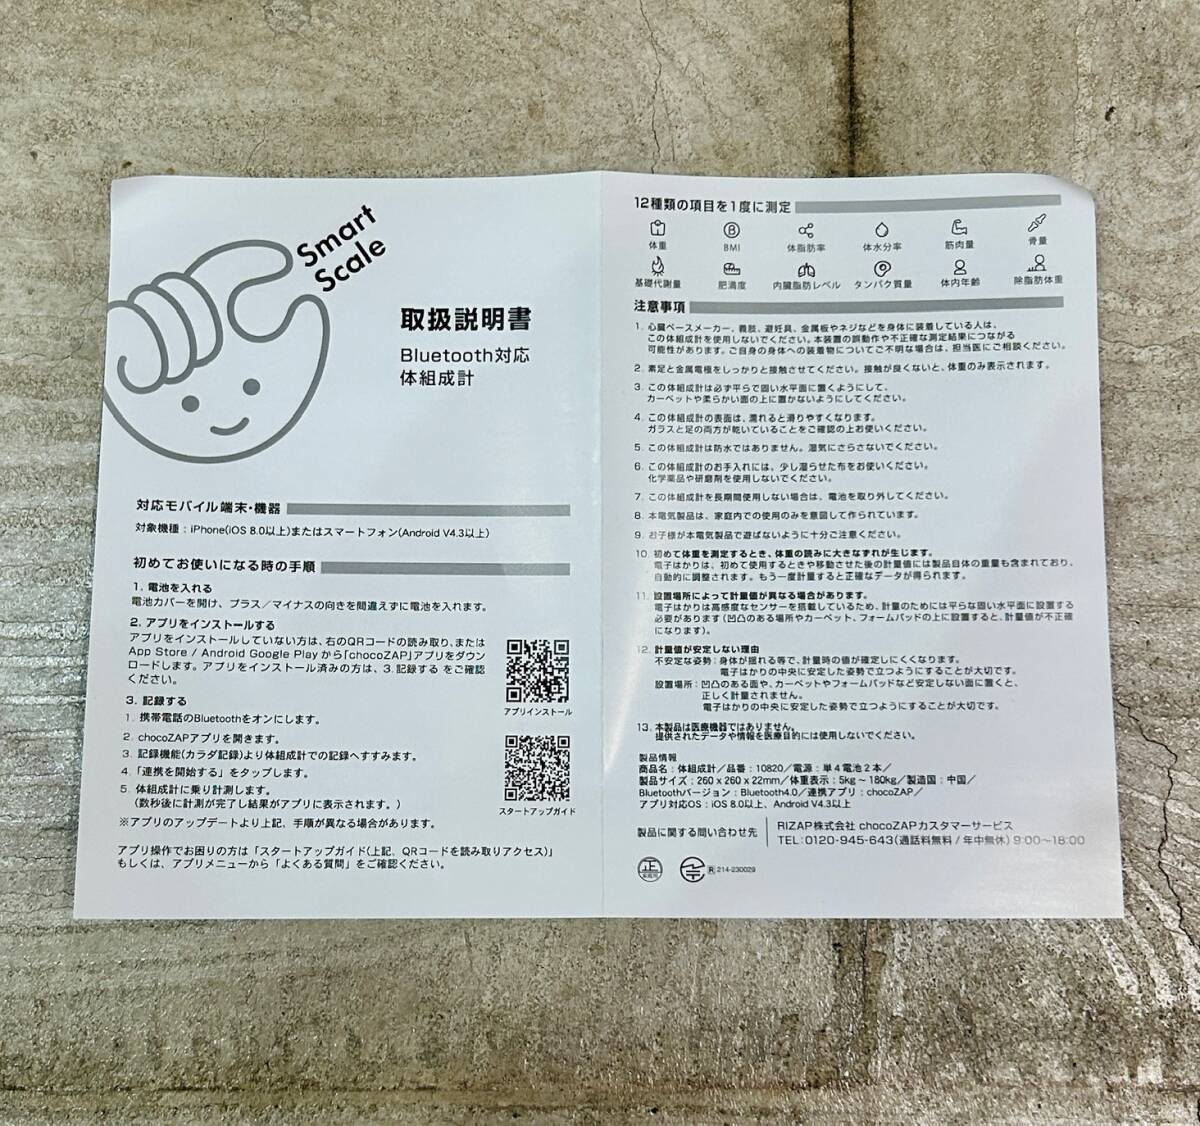 Smart
Scale
取扱説明書
Bluetooth対応
体組成計
対応モバイル端末・機器
対象機種：iPhone(iOS 8.0以上)またはスマートフォン(Android V4.3以上)
初めてお使いになる時の手順
1. 電池を入れる
電池カバーを開け、プラス／マイナスの向きを間違えずに電池を入れます。
2. アプリをインストールする
アプリをインストールしていない方は、右のQRコードの読み取り、または
App Store / Android Google Playから「chocoZAP」アプリをダウン
ロードします。アプリをインストール済みの方は、3. 記録する をご確認
ください。
アプリインストール
3. 記録する
1. 携帯電話のBluetoothをオンにします。
2. chocoZAPアプリを開きます。
3. 記録機能(カラダ記録)より体組成計での記録へすすみます。
4. 「連携を開始する」をタップします。
5. 体組成計に乗り計測します。
(数秒後に計測が完了し結果がアプリに表示されます。)
スタートアップガイド
※アプリのアップデートより上記、手順が異なる場合があります。
アプリ操作でお困りの方は「スタートアップガイド(上記、QRコードを読み取りアクセス)」
もしくは、アプリメニューから「よくある質問」をご確認ください。
12種類の項目を1度に測定
体重 BMI 体脂肪率 体水分率 筋肉量 骨量
基礎代謝量 肥満度 内臓脂肪レベル タンパク質量 体内年齢 除脂肪体重
注意事項
1. 心臓ペースメーカー、義肢、避妊具、金属板やネジなどを身体に装着している人は、
この体組成計を使用しないでください。本装置の誤動作や不正確な測定結果につながる
可能性があります。ご自身の身体への装着物についてご不明な場合は、担当医にご相談ください。
2. 素足と金属電極をしっかりと接触させてください。接触が良くないと、体重のみ表示されます。
3. この体組成計は必ず平らで固い水平面に置くようにして、
カーペットや柔らかい面の上に置かないようにしてください。
4. この体組成計の表面は、濡れると滑りやすくなります。
ガラスと足の両方が乾いていることをご確認の上お使いください。
5. この体組成計は防水ではありません。湿気にさらさないでください。
6. この体組成計のお手入れには、少し湿らせた布をお使いください。
化学薬品や研磨剤を使用しないでください。
7. この体組成計を長期間使用しない場合は、電池を取り外してください。
8. 本電気製品は、家庭内での使用のみを意図して作られています。
9. お子様が本電気製品で遊ばないように十分ご注意ください。
10. 初めて体重を測定するとき、体重の読みに大きなずれが生じます。
電子はかりは、初めて使用するときや移動させた後の計量値には製品自体の重量も含まれており、
自動的に調整されます。もう一度計量すると正確なデータが得られます。
11. 設置場所によって計量値が異なる場合があります。
電子はかりは高感度なセンサーを搭載しているため、計量のためには平らな固い水平面に設置する
必要があります(凹凸のある場所やカーペット、フォームパッドの上に設置すると、計量値が不正確
になります)。
12. 計量値が安定しない理由
不安定な姿勢：身体が揺れる等で、計量時の値が確定しにくくなります。
電子はかりの中央に安定した姿勢で立つようにすることが大切です。
設置場所：凹凸のある面や、カーペットやフォームパッドなど安定しない面に置くと、
正しく計量されません。
電子はかりの中央に安定した姿勢で立つようにすることが大切です。
13. 本製品は医療機器ではありません。
提供されたデータや情報を医療目的には使用しないでください。
製品情報
商品名：体組成計／品番：10820／電源：単4電池2本／
製品サイズ：260 x 260 x 22mm／体重表示：5kg～180kg／製造国：中国／
Bluetoothバージョン：Bluetooth4.0／連携アプリ：chocoZAP／
アプリ対応OS：iOS 8.0以上、Android V4.3以上
製品に関する問い合わせ先
RIZAP株式会社 chocoZAPカスタマーサービス
TEL:0120-945-643(通話料無料 / 年中無休) 9:00～18:00
正
家庭用
R 214-230029